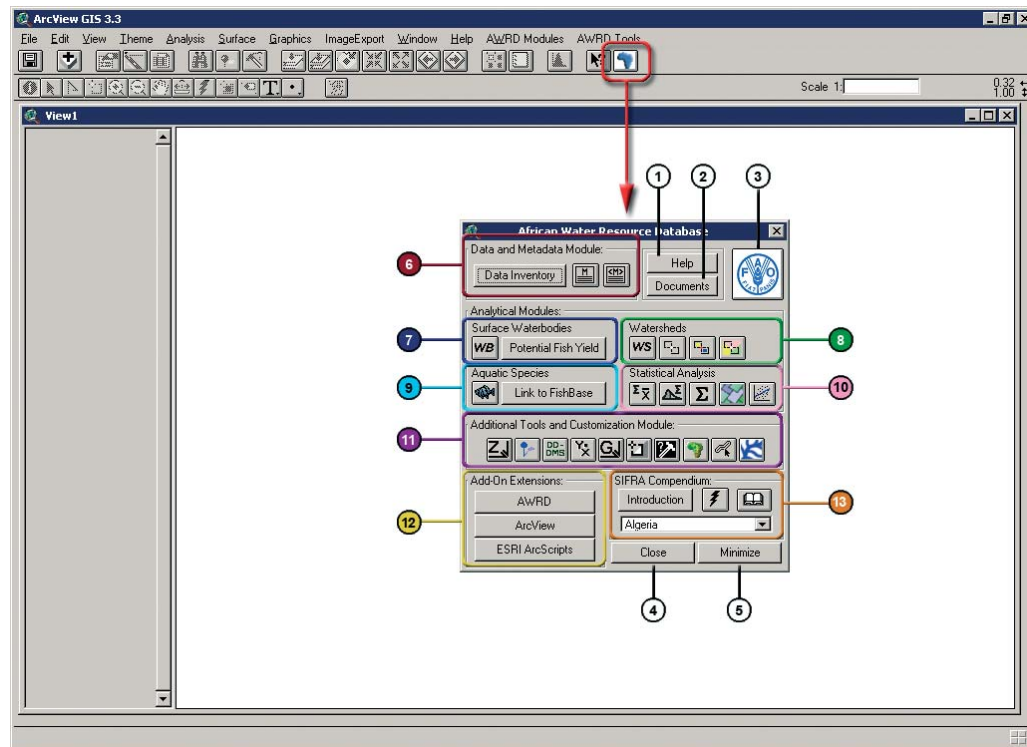 ArcView GIS 3.3
File Edit View Theme Analysis Surface Graphics ImageExport Window Help AWRD Modules AWRD Tools
T
Scale 1:
0.32
1.00
View1
1 2 3
African Water Resource Database
6
Data and Metadata Module:
Data Inventory M <M>
Help
Documents
FAO
FIAT PANIS
Analytical Modules:
7
Surface Waterbodies
WB Potential Fish Yield
Watersheds
WS
8
9
Aquatic Species
Link to FishBase
Statistical Analysis
Σx̄ Σ Σ
10
11
Additional Tools and Customization Module:
Z DD-DMS Y/X G
12
Add-On Extensions:
AWRD
ArcView
ESRI ArcScripts
SIFRA Compendium:
Introduction
Algeria
13
Close Minimize
4 5